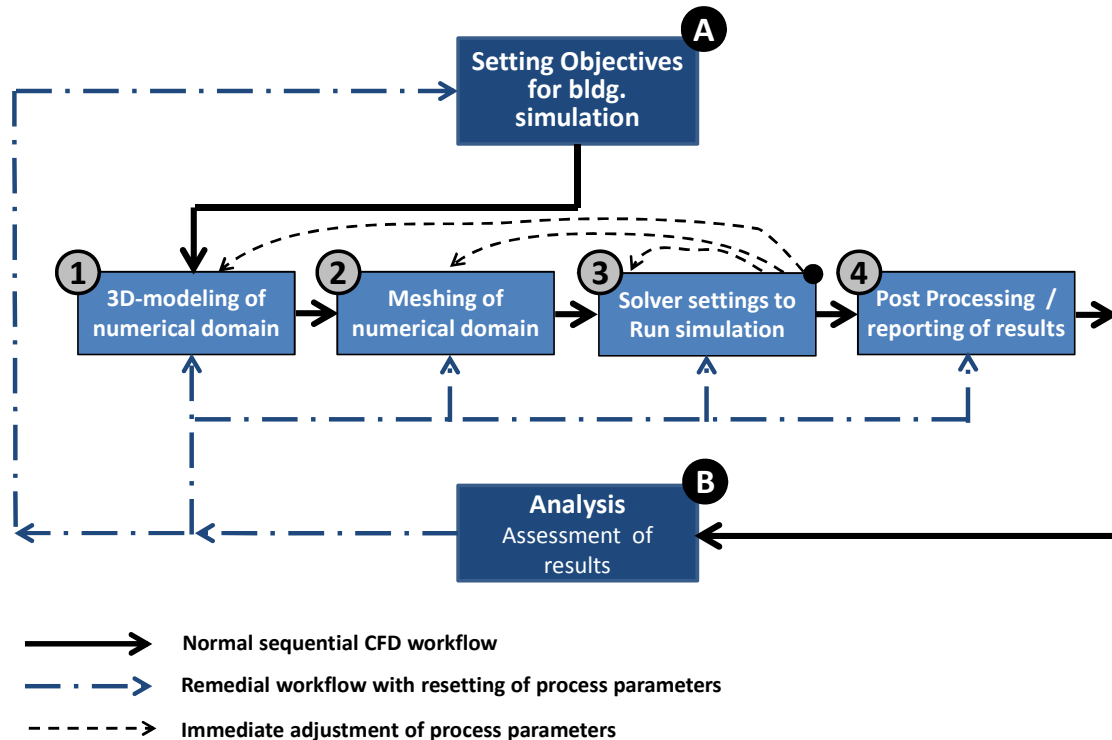 A
Setting Objectives
for bldg.
simulation
1
3D-modeling of
numerical domain
2
Meshing of
numerical domain
3
Solver settings to
Run simulation
4
Post Processing /
reporting of results
B
Analysis
Assessment of
results
Normal sequential CFD workflow
Remedial workflow with resetting of process parameters
Immediate adjustment of process parameters